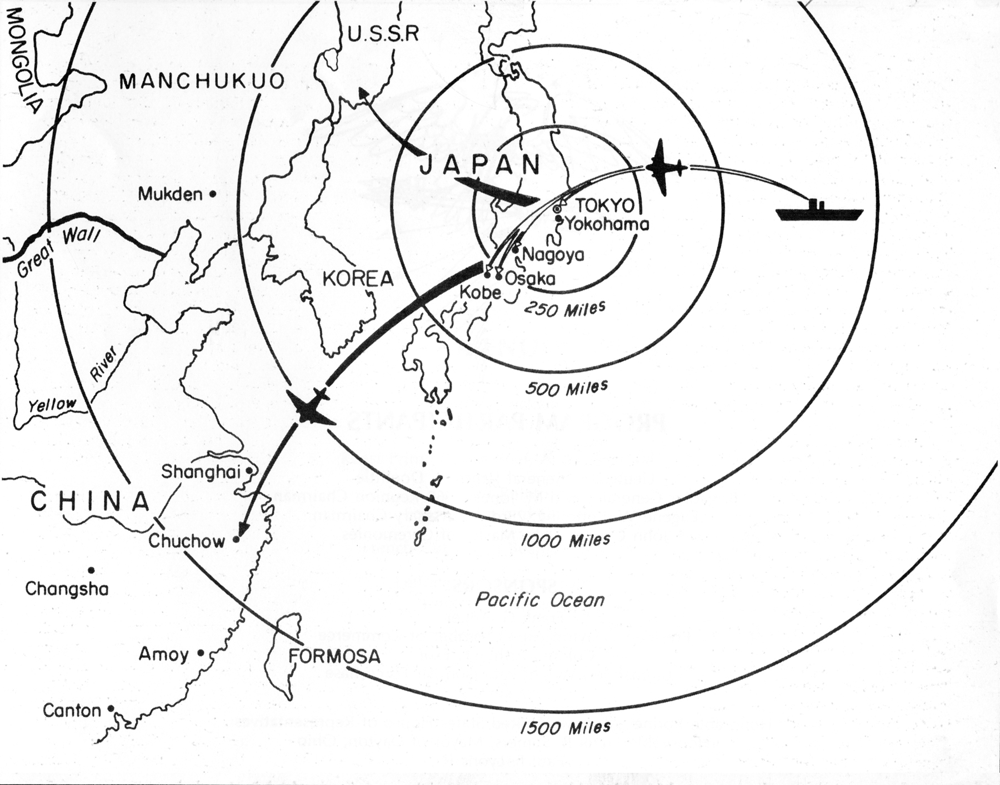 MONGOLIA
U.S.S.R
MANCHUKUO
JAPAN
Mukden
TOKYO
Yokohama
Great Wall
Nagoya
KOREA
Osaka
Kobe
250 Miles
River
Yellow
500 Miles
Shanghai
CHINA
Chuchow
1000 Miles
Changsha
Pacific Ocean
Amoy
FORMOSA
Canton
1500 Miles